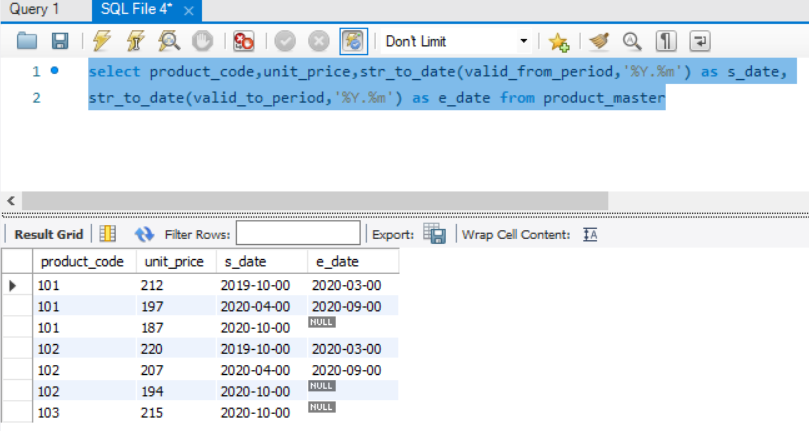 Query 1 SQL File 4* ×
Don't Limit
1 select product_code,unit_price,str_to_date(valid_from_period,'%Y.%m') as s_date,
2 str_to_date(valid_to_period,'%Y.%m') as e_date from product_master
Result Grid Filter Rows: Export: Wrap Cell Content: IA
product_code unit_price s_date e_date
101 212 2019-10-00 2020-03-00
101 197 2020-04-00 2020-09-00
101 187 2020-10-00 NULL
102 220 2019-10-00 2020-03-00
102 207 2020-04-00 2020-09-00
102 194 2020-10-00 NULL
103 215 2020-10-00 NULL